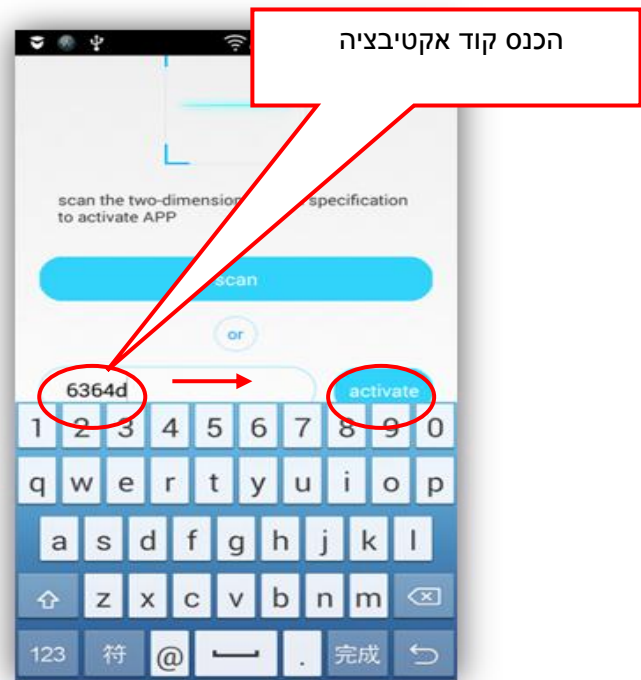 הכנס קוד אקטיבציה
scan the two-dimension specification
to activate APP
scan
or
6364d
activate
1 2 3 4 5 6 7 8 9 0
q w e r t y u i o p
a s d f g h j k l
z x c v b n m
123 符 @ . 完成